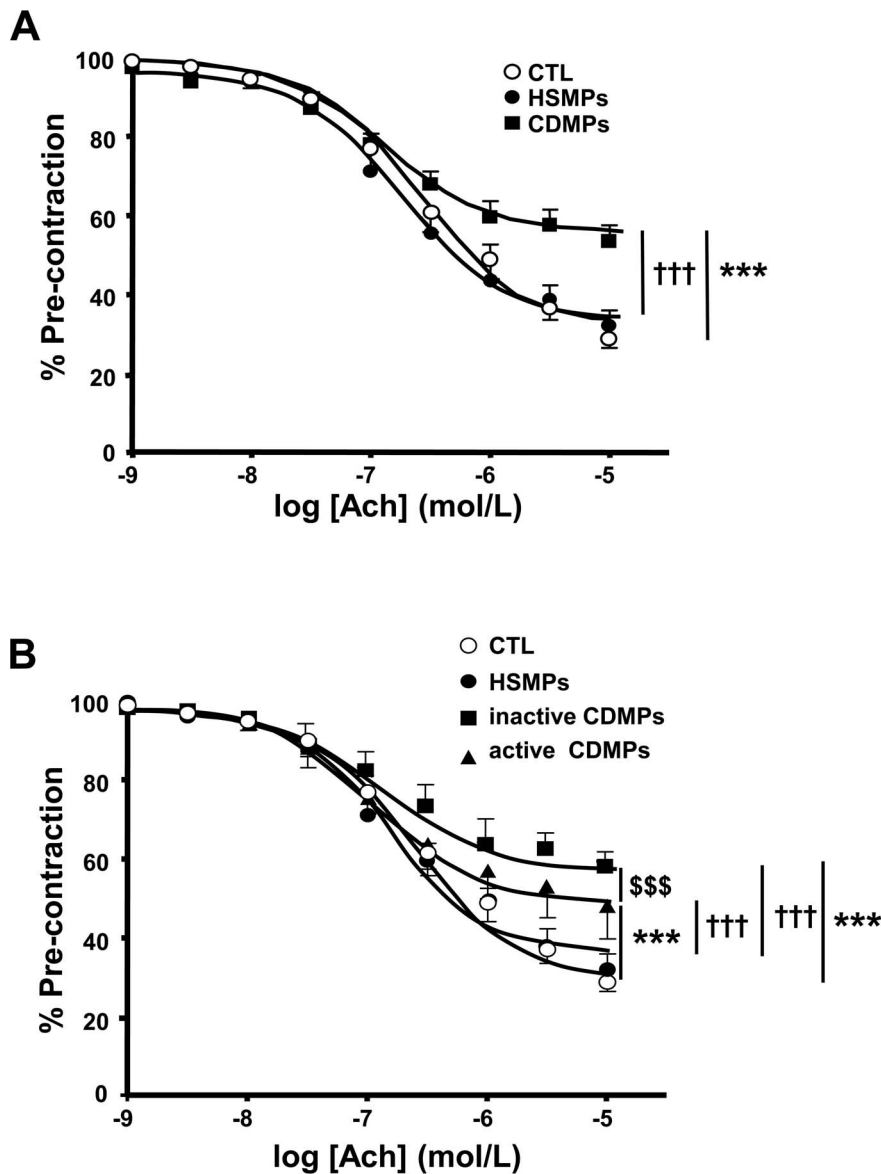 A
100
80
60
40
20
0
% Pre-contraction
CTL
HSMPs
CDMPs
††† ***
-9 -8 -7 -6 -5
log [Ach] (mol/L)
B
100
80
60
40
20
0
% Pre-contraction
CTL
HSMPs
inactive CDMPs
active CDMPs
$$$
*** ††† ††† ***
-9 -8 -7 -6 -5
log [Ach] (mol/L)